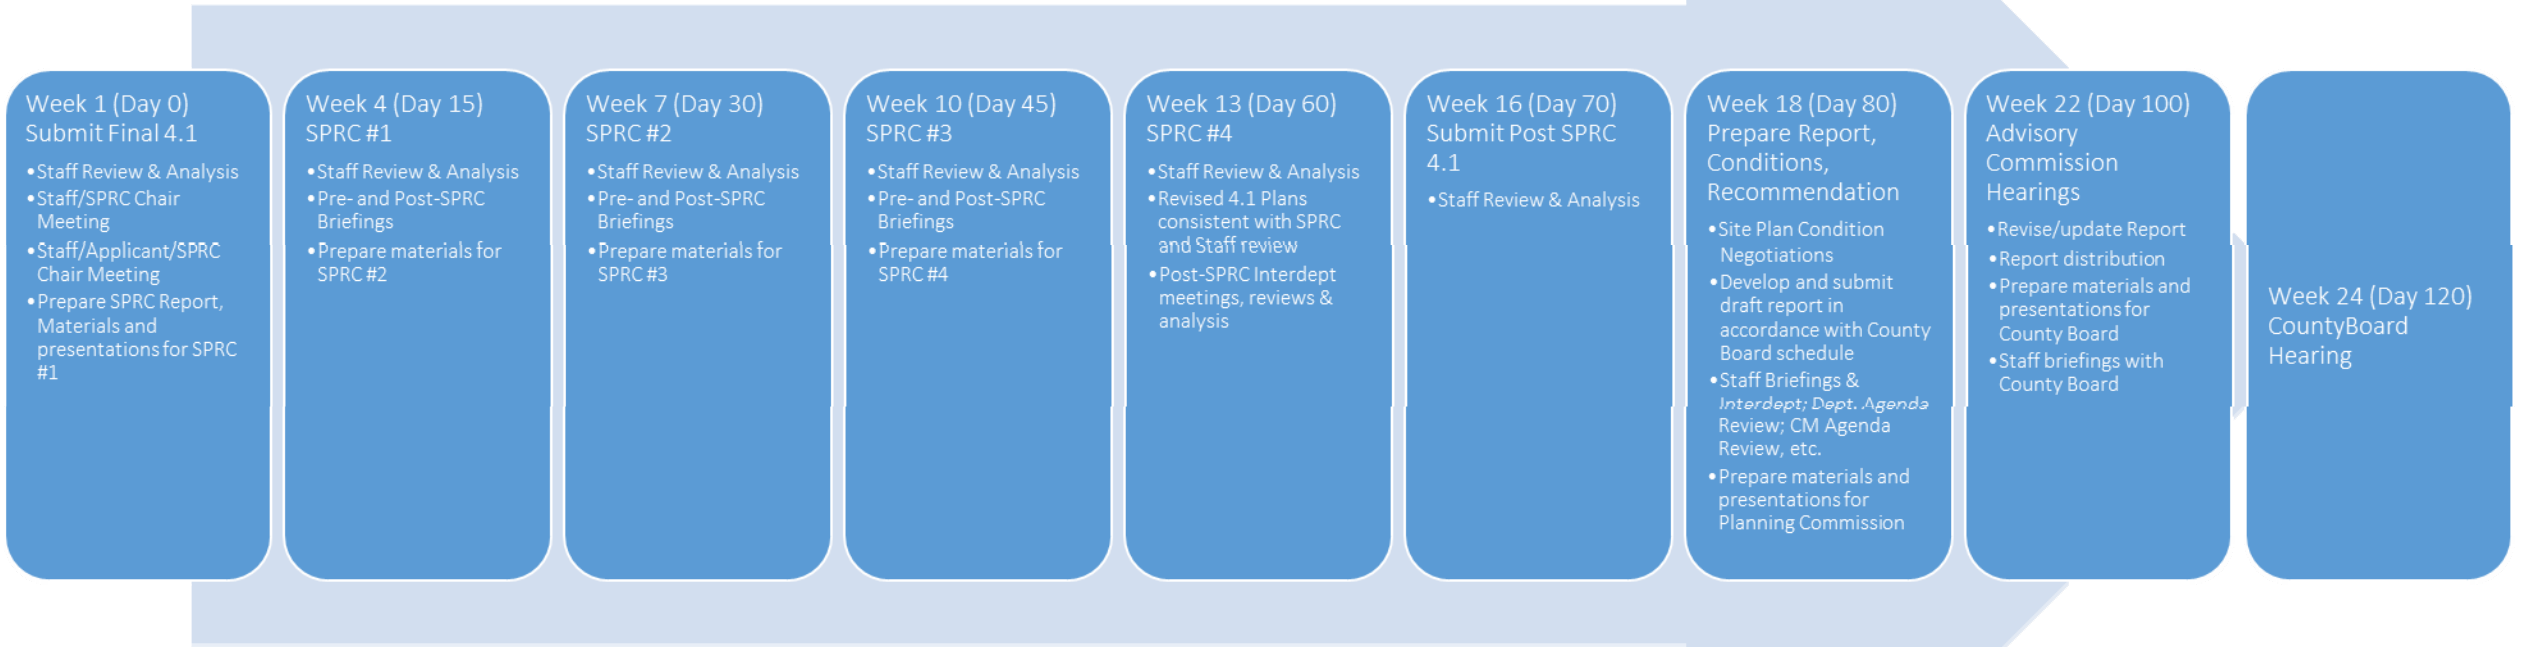 Week 1 (Day 0)
Submit Final 4.1
•Staff Review & Analysis
•Staff/SPRC Chair
Meeting
•Staff/Applicant/SPRC
Chair Meeting
•Prepare SPRC Report,
Materials and
presentations for SPRC
#1
Week 4 (Day 15)
SPRC #1
•Staff Review & Analysis
•Pre- and Post-SPRC
Briefings
•Prepare materials for
SPRC #2
Week 7 (Day 30)
SPRC #2
•Staff Review & Analysis
•Pre- and Post-SPRC
Briefings
•Prepare materials for
SPRC #3
Week 10 (Day 45)
SPRC #3
•Staff Review & Analysis
•Pre- and Post-SPRC
Briefings
•Prepare materials for
SPRC #4
Week 13 (Day 60)
SPRC #4
•Staff Review & Analysis
•Revised 4.1 Plans
consistent with SPRC
and Staff review
•Post-SPRC Interdept
meetings, reviews &
analysis
Week 16 (Day 70)
Submit Post SPRC
4.1
•Staff Review & Analysis
Week 18 (Day 80)
Prepare Report,
Conditions,
Recommendation
•Site Plan Condition
Negotiations
•Develop and submit
draft report in
accordance with County
Board schedule
•Staff Briefings &
Interdept; Dept. Agenda
Review; CM Agenda
Review, etc.
•Prepare materials and
presentations for
Planning Commission
Week 22 (Day 100)
Advisory
Commission
Hearings
•Revise/update Report
•Report distribution
•Prepare materials and
presentations for
County Board
•Staff briefings with
County Board
Week 24 (Day 120)
CountyBoard
Hearing